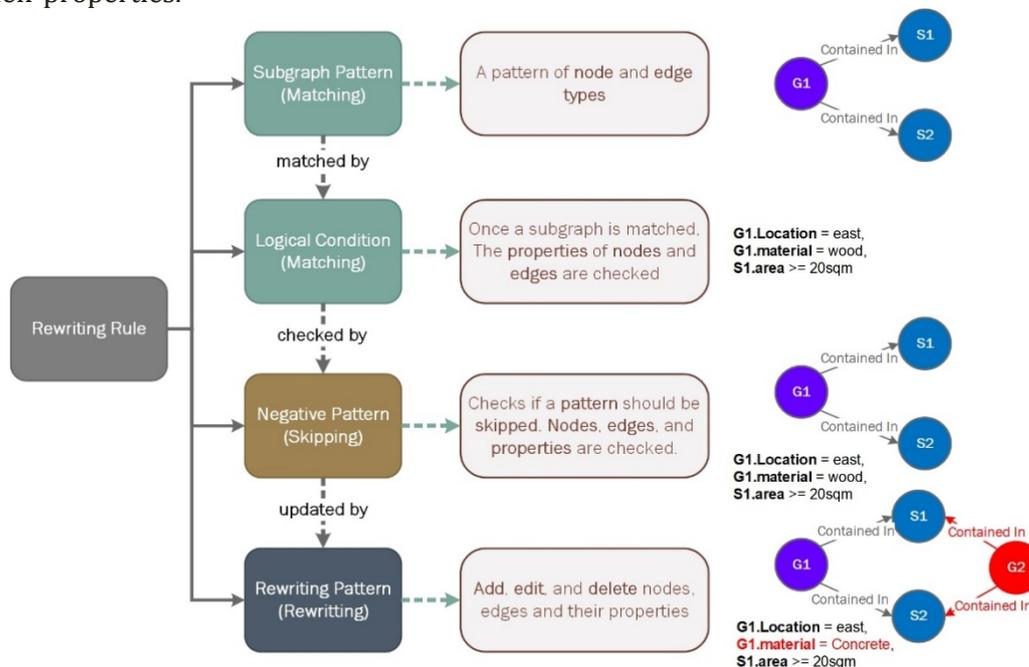 properties.
Subgraph Pattern
(Matching)
A pattern of node and edge
types
Contained In
S1
G1
Contained In
S2
matched by
Logical Condition
(Matching)
Once a subgraph is matched,
The properties of nodes and
edges are checked
G1.Location = east,
G1.material = wood,
S1.area >= 20sqm
Rewriting Rule
checked by
Negative Pattern
(Skipping)
Checks if a pattern should be
skipped. Nodes, edges, and
properties are checked.
S1
Contained In
G1
Contained In
S2
G1.Location = east,
G1.material = wood,
S1.area >= 20sqm
updated by
Rewriting Pattern
(Rewritting)
Add, edit, and delete nodes,
edges and their properties
S1
Contained In
Contained In
G1
G2
Contained In
Contained In
S2
G1.Location = east,
G1.material = Concrete,
S1.area >= 20sqm